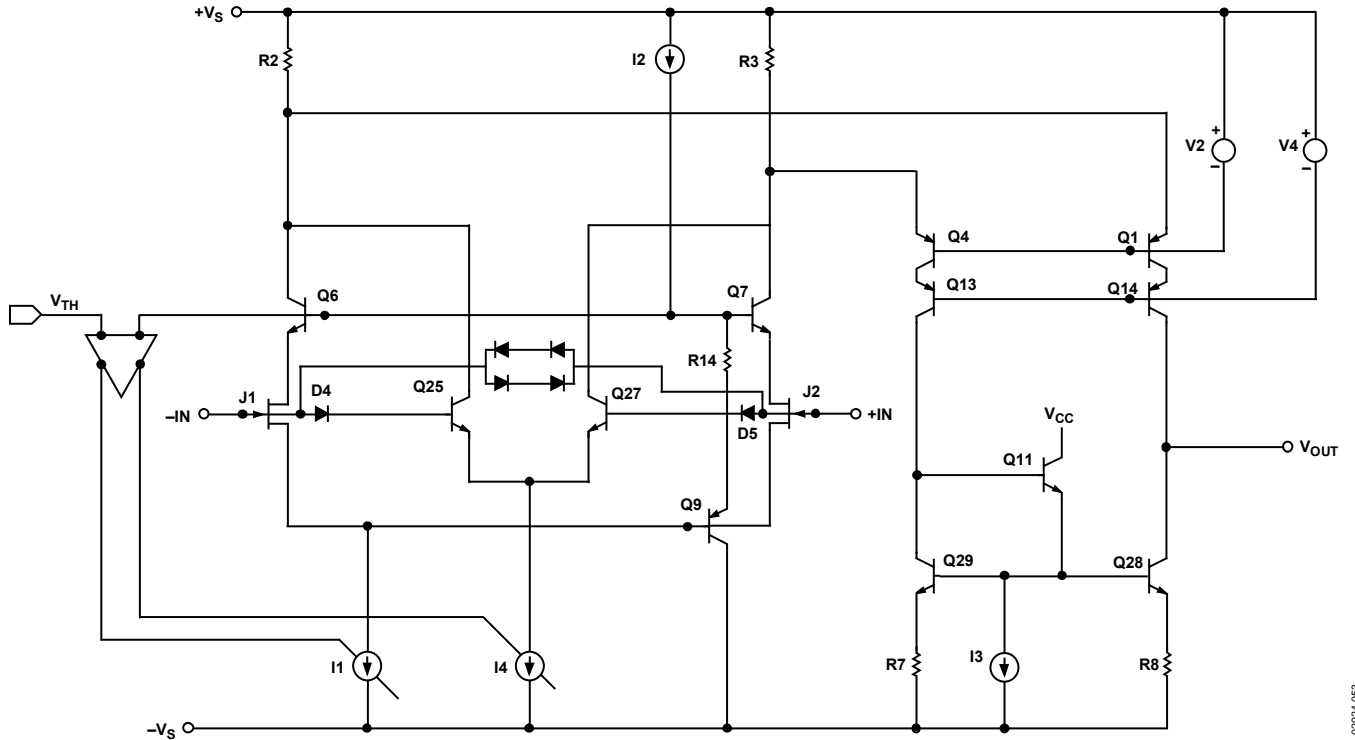 +VS
R2
I2
R3
V2
+
–
V4
+
–
Q4
Q1
Q13
Q14
VTH
Q6
Q7
R14
J1
D4
Q25
Q27
J2
–IN
D5
+IN
VCC
Q11
VOUT
Q9
Q29
Q28
I1
I4
R7
I3
R8
–VS